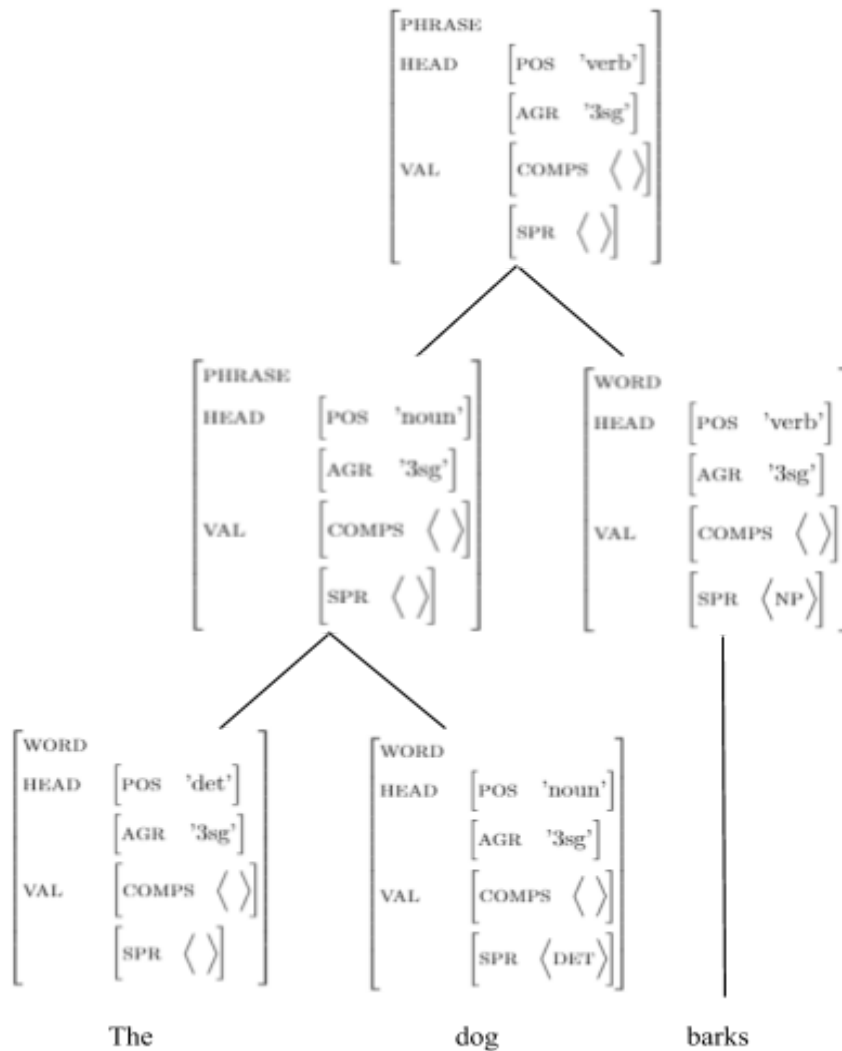 PHRASE
HEAD [POS 'verb']
[AGR '3sg']
VAL [COMPS ⟨ ⟩]
[SPR ⟨ ⟩]
PHRASE
HEAD [POS 'noun']
[AGR '3sg']
VAL [COMPS ⟨ ⟩]
[SPR ⟨ ⟩]
WORD
HEAD [POS 'verb']
[AGR '3sg']
VAL [COMPS ⟨ ⟩]
[SPR ⟨NP⟩]
WORD
HEAD [POS 'det']
[AGR '3sg']
VAL [COMPS ⟨ ⟩]
[SPR ⟨ ⟩]
WORD
HEAD [POS 'noun']
[AGR '3sg']
VAL [COMPS ⟨ ⟩]
[SPR ⟨DET⟩]
The dog barks